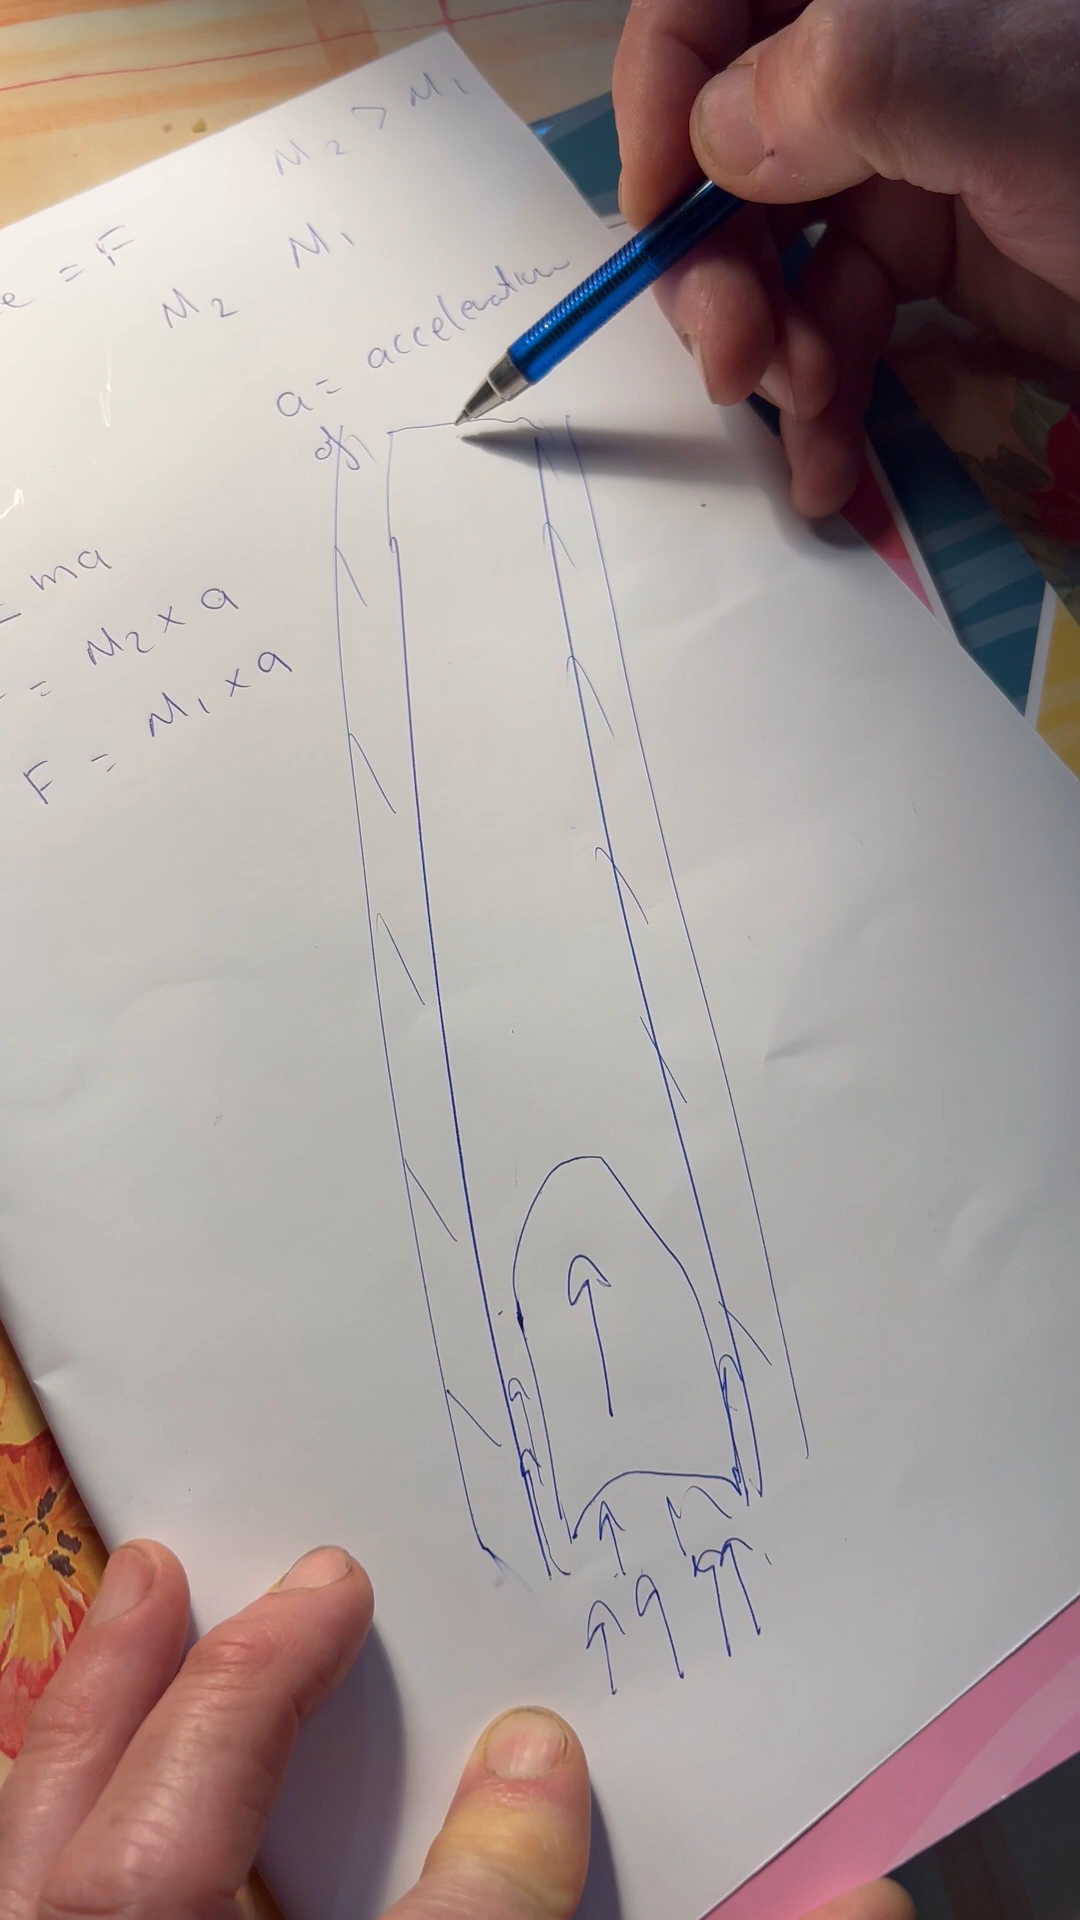 M₂ > M₁
= F
M₂ M₁
a = acceleration
of
= ma
= M₂ × a
F = M₁ × a